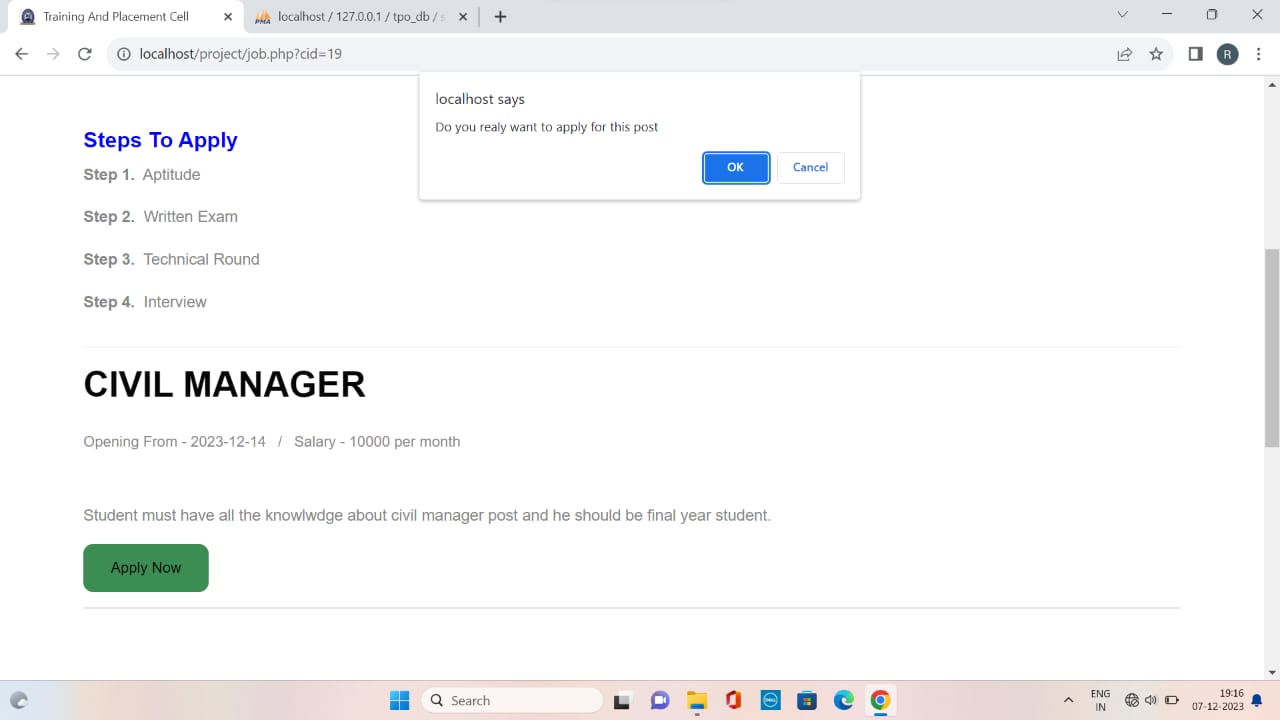 Training And Placement Cell
localhost / 127.0.0.1 / tpo_db / s
localhost/project/job.php?cid=19
R
localhost says
Do you realy want to apply for this post
OK
Cancel
Steps To Apply
Step 1. Aptitude
Step 2. Written Exam
Step 3. Technical Round
Step 4. Interview
CIVIL MANAGER
Opening From - 2023-12-14 / Salary - 10000 per month
Student must have all the knowlwdge about civil manager post and he should be final year student.
Apply Now
Search
ENG
IN
19:16
07-12-2023